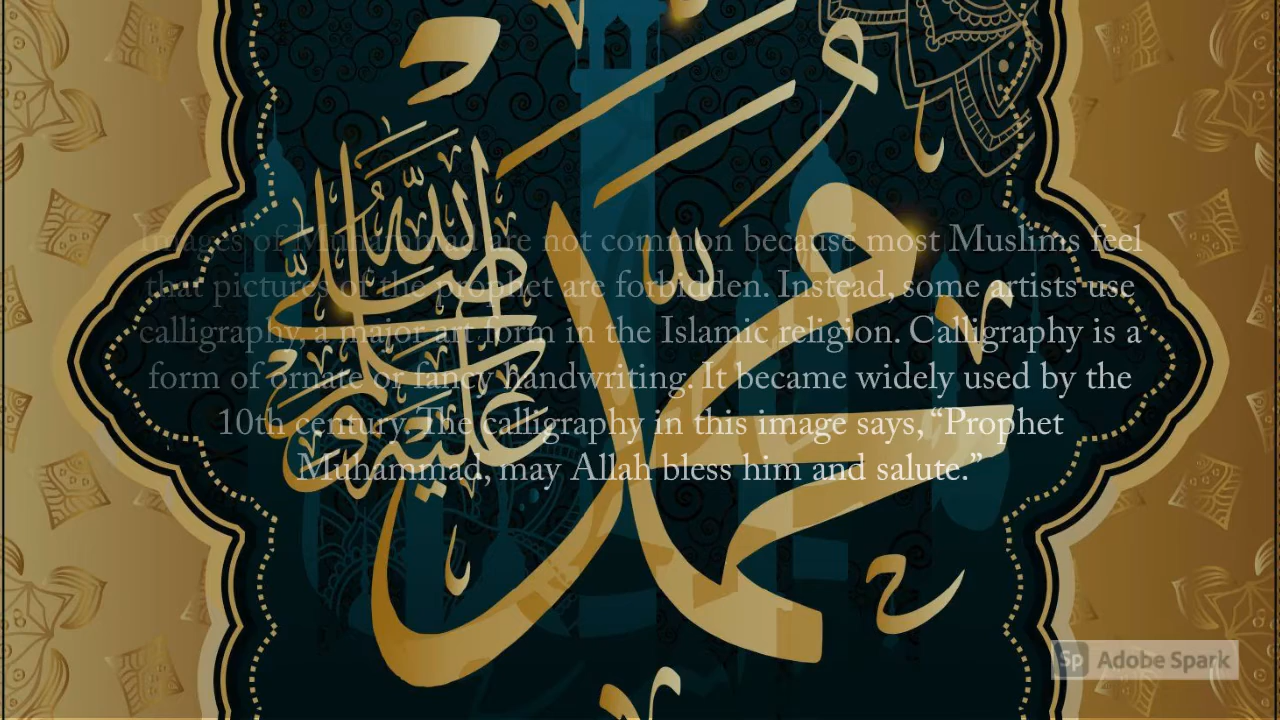 محمد
صلى الله عليه وسلم
Images of Muhammad are not common because most Muslims feel
that pictures of the prophet are forbidden. Instead, some artists use
calligraphy, a major art form in the Islamic religion. Calligraphy is a
form of ornate or fancy handwriting. It became widely used by the
10th century. The calligraphy in this image says, “Prophet
Muhammad, may Allah bless him and salute.”
Sp Adobe Spark